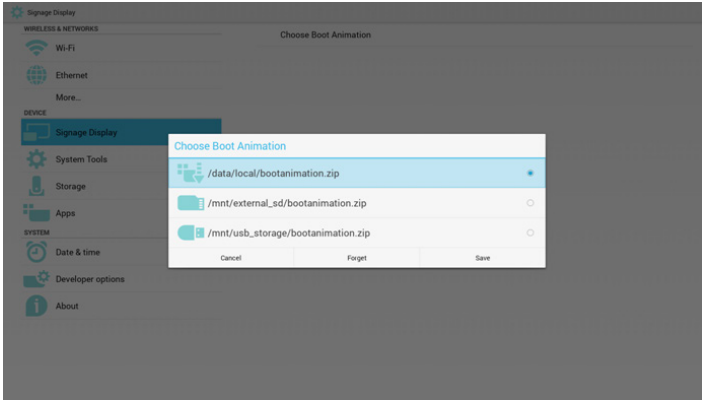 Signage Display
WIRELESS & NETWORKS
Choose Boot Animation
Wi-Fi
Ethernet
More...
DEVICE
Signage Display
System Tools
Storage
Apps
SYSTEM
Date & time
Developer options
About
Choose Boot Animation
/data/local/bootanimation.zip
/mnt/external_sd/bootanimation.zip
/mnt/usb_storage/bootanimation.zip
Cancel
Forget
Save